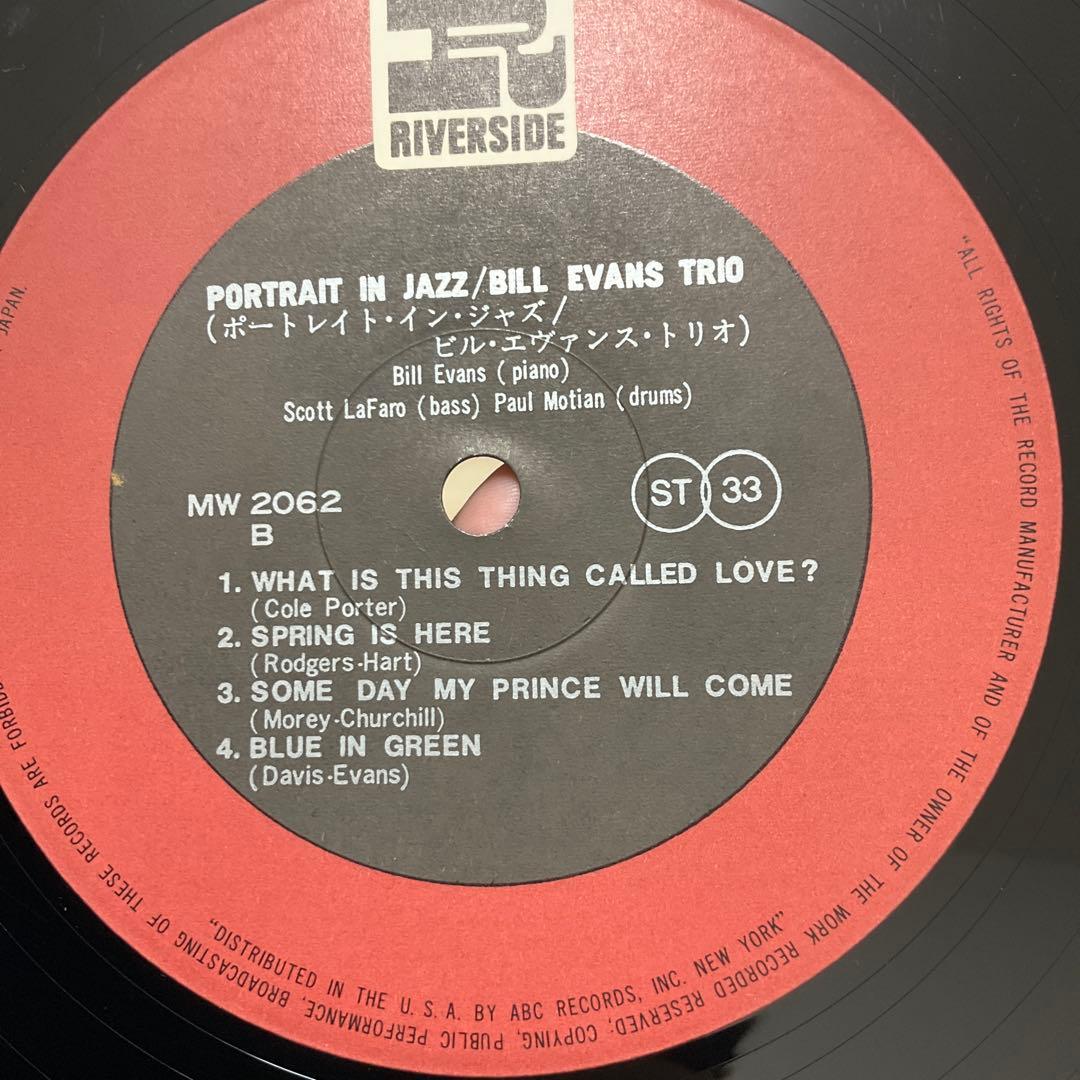 RIVERSIDE
PORTRAIT IN JAZZ/BILL EVANS TRIO
(ポートレイト・イン・ジャズ/
ビル・エヴァンス・トリオ)
Bill Evans (piano)
Scott LaFaro (bass) Paul Motian (drums)
MW 2062
B
ST 33
1. WHAT IS THIS THING CALLED LOVE?
(Cole Porter)
2. SPRING IS HERE
(Rodgers-Hart)
3. SOME DAY MY PRINCE WILL COME
(Morey-Churchill)
4. BLUE IN GREEN
(Davis-Evans)
"DISTRIBUTED IN THE U.S.A. BY ABC RECORDS, INC. NEW YORK"
"ALL RIGHTS OF THE RECORD MANUFACTURER AND OF THE OWNER OF THE WORK RECORDED RESERVED, COPYING, PUBLIC PERFORMANCE, BROADCASTING OF THESE RECORDS ARE
JAPAN.